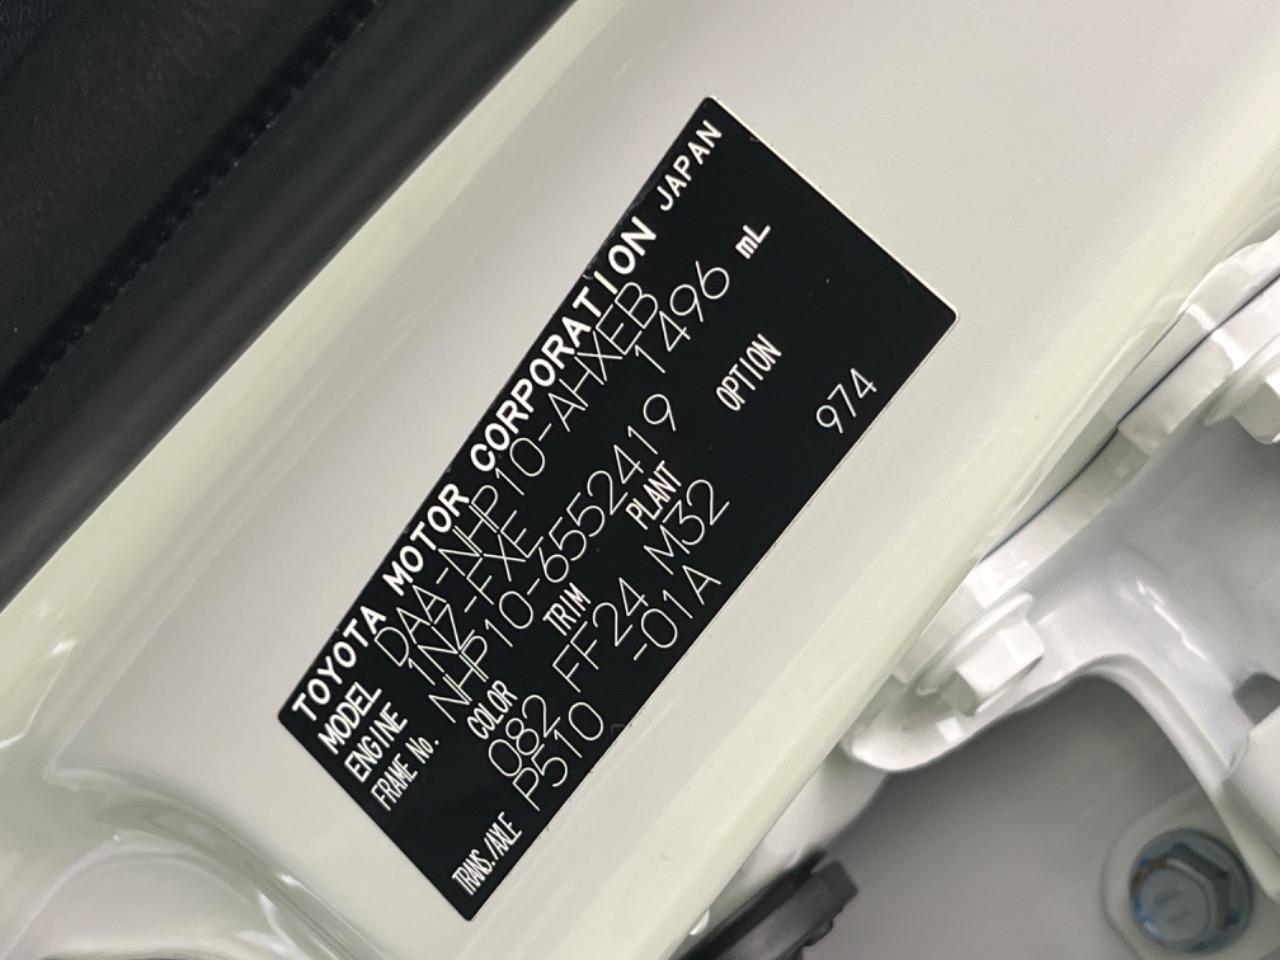 TOYOTA MOTOR CORPORATION JAPAN
MODEL DAA-NHP10-AHXEB
ENGINE 1NZ-FXE 1496 mL
FRAME No. NHP10-6552419
COLOR TRIM PLANT OPTION
082 FF24 M32 974
TRANS./AXLE P510 -01A